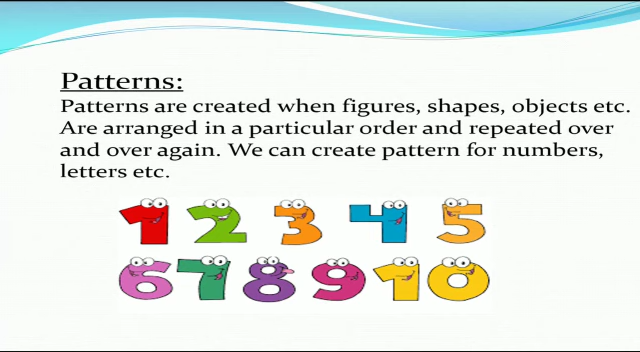 Patterns:
Patterns are created when figures, shapes, objects etc.
Are arranged in a particular order and repeated over
and over again. We can create pattern for numbers,
letters etc.
1 2 3 4 5
6 7 8 9 10